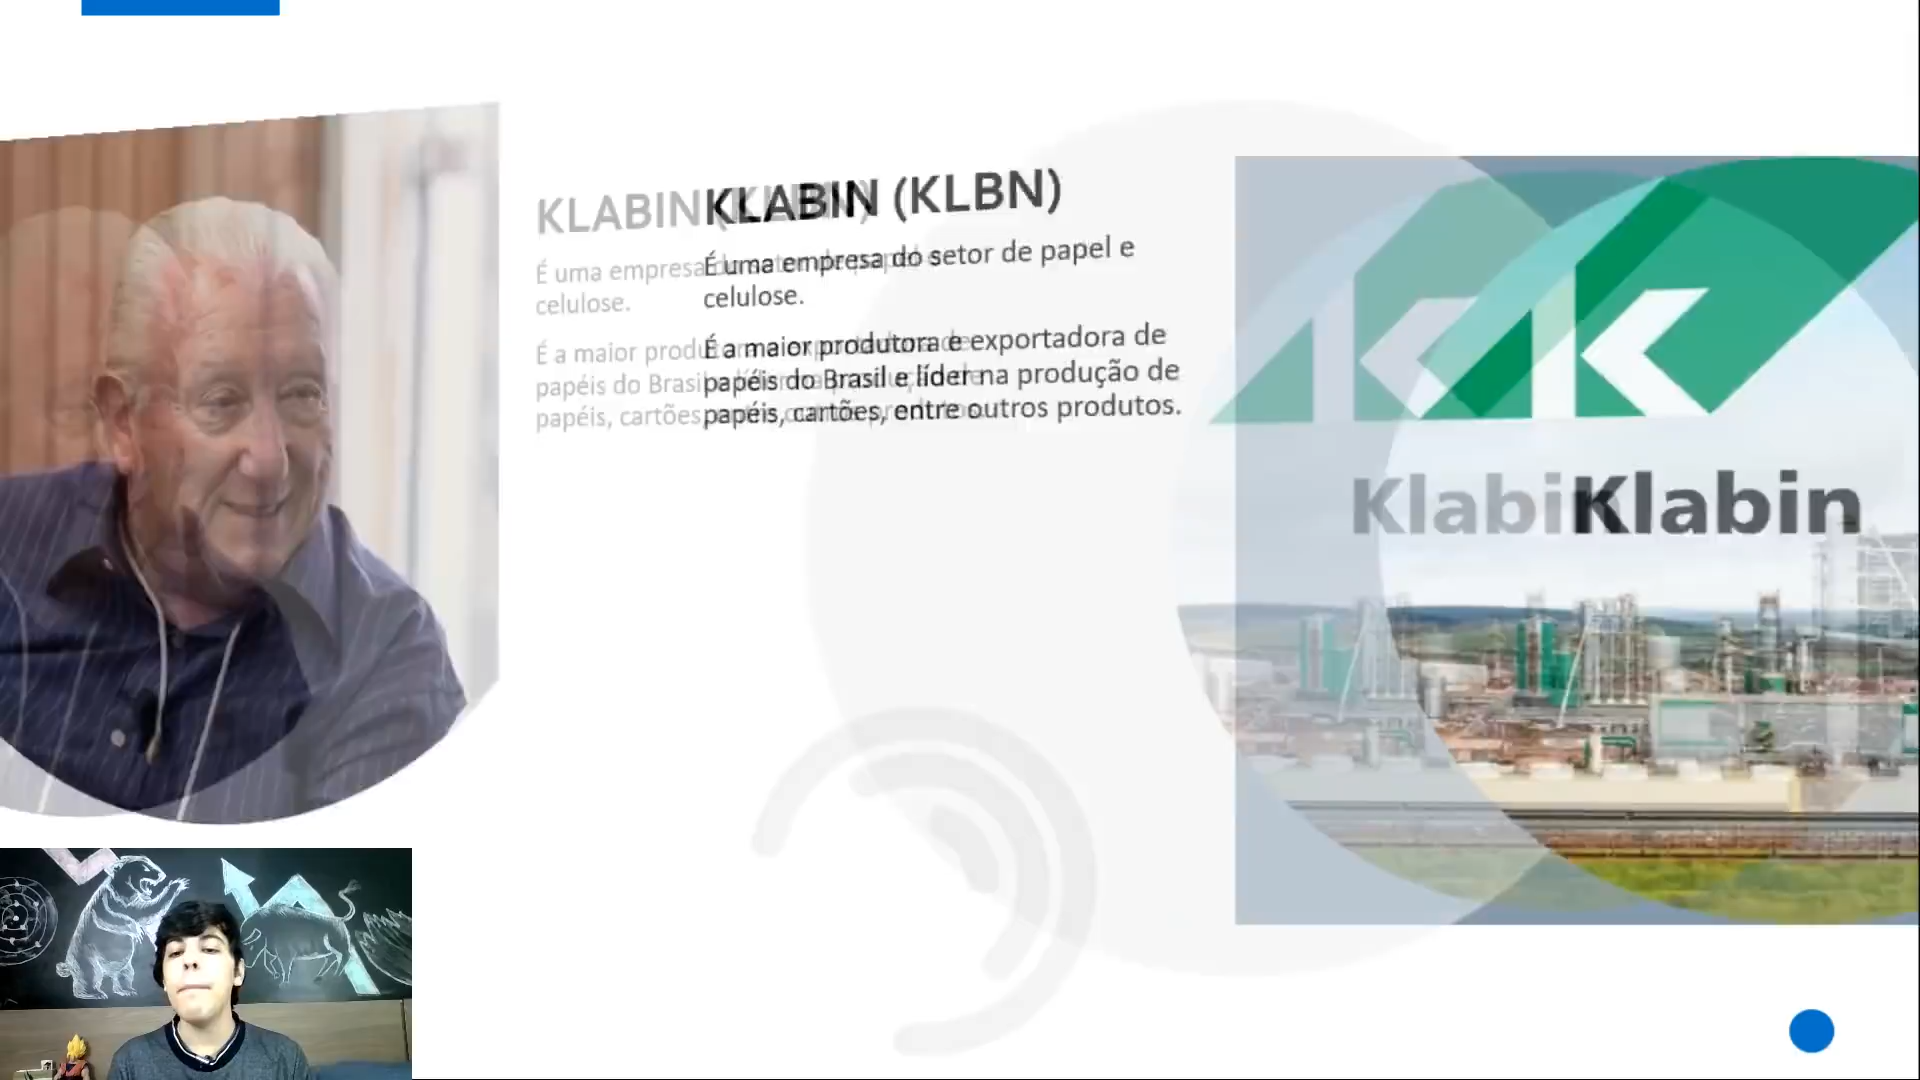 KLABIN (KLBN)
É uma empresa do setor de papel e
celulose.
É a maior produtora e exportadora de
papéis do Brasil e líder na produção de
papéis, cartões, entre outros produtos.
Klabin